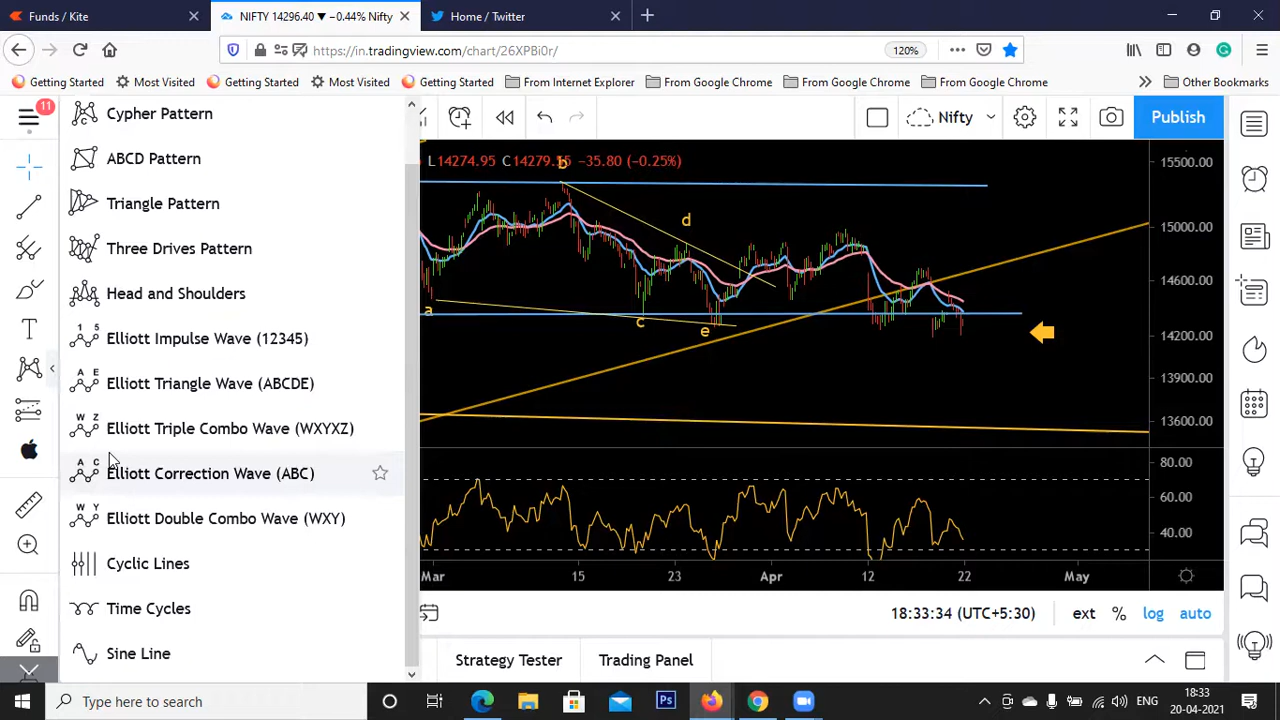 Funds / Kite
NIFTY 14296.40 ▼ −0.44% Nifty
Home / Twitter
https://in.tradingview.com/chart/26XPBi0r/
120%
Getting Started
Most Visited
Getting Started
Most Visited
Getting Started
From Internet Explorer
From Google Chrome
From Google Chrome
From Google Chrome
Other Bookmarks
11
Cypher Pattern
ABCD Pattern
Triangle Pattern
Three Drives Pattern
Head and Shoulders
Elliott Impulse Wave (12345)
Elliott Triangle Wave (ABCDE)
Elliott Triple Combo Wave (WXYXZ)
Elliott Correction Wave (ABC)
Elliott Double Combo Wave (WXY)
Cyclic Lines
Time Cycles
Sine Line
Nifty
Publish
L14274.95 −35.80 (−0.25%)
b
d
a
c
e
15500.00
15000.00
14600.00
14200.00
13900.00
13600.00
80.00
60.00
40.00
Mar
15
23
Apr
12
22
May
18:33:34 (UTC+5:30)
ext
%
log
auto
Strategy Tester
Trading Panel
Type here to search
Ps
ENG
18:33
20-04-2021